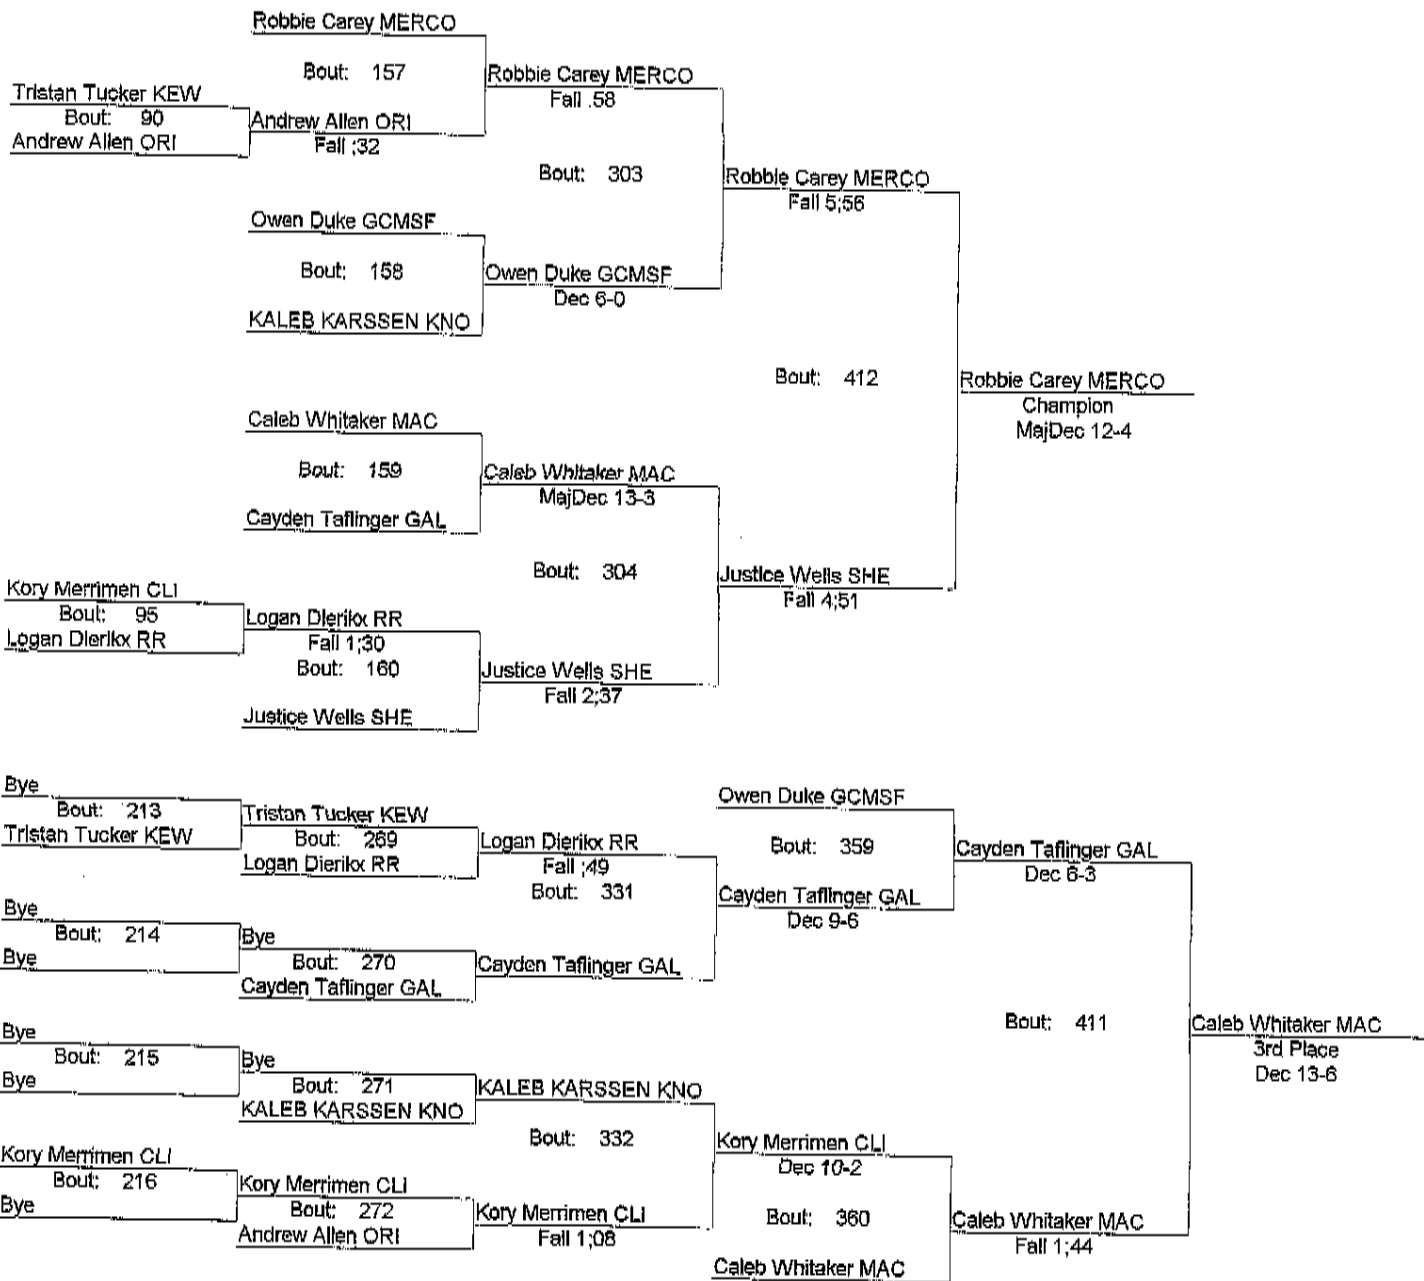 Robbie Carey MERCO
Bout: 157
Robbie Carey MERCO
Fall .58
Tristan Tucker KEW
Bout: 90
Andrew Allen ORI
Andrew Allen ORI
Fall ;32
Bout: 303
Robbie Carey MERCO
Fall 5;56
Owen Duke GCMSF
Bout: 158
Owen Duke GCMSF
Dec 6-0
KALEB KARSSEN KNO
Bout: 412
Robbie Carey MERCO
Champion
MajDec 12-4
Caleb Whitaker MAC
Bout: 159
Caleb Whitaker MAC
MajDec 13-3
Cayden Taflinger GAL
Bout: 304
Justice Wells SHE
Fall 4;51
Kory Merrimen CLI
Bout: 95
Logan Dierikx RR
Logan Dierikx RR
Fall 1;30
Bout: 160
Justice Wells SHE
Fall 2;37
Justice Wells SHE
Bye
Bout: 213
Tristan Tucker KEW
Tristan Tucker KEW
Bout: 269
Logan Dierikx RR
Logan Dierikx RR
Fall ;49
Bout: 331
Owen Duke GCMSF
Bout: 359
Cayden Taflinger GAL
Dec 6-3
Cayden Taflinger GAL
Dec 9-6
Bye
Bout: 214
Bye
Bye
Bout: 270
Cayden Taflinger GAL
Cayden Taflinger GAL
Bout: 411
Caleb Whitaker MAC
3rd Place
Dec 13-6
Bye
Bout: 215
Bye
Bye
Bout: 271
KALEB KARSSEN KNO
KALEB KARSSEN KNO
Bout: 332
Kory Merrimen CLI
Dec 10-2
Kory Merrimen CLI
Bout: 216
Bye
Kory Merrimen CLI
Bout: 272
Andrew Allen ORI
Kory Merrimen CLI
Fall 1;08
Bout: 360
Caleb Whitaker MAC
Fall 1;44
Caleb Whitaker MAC